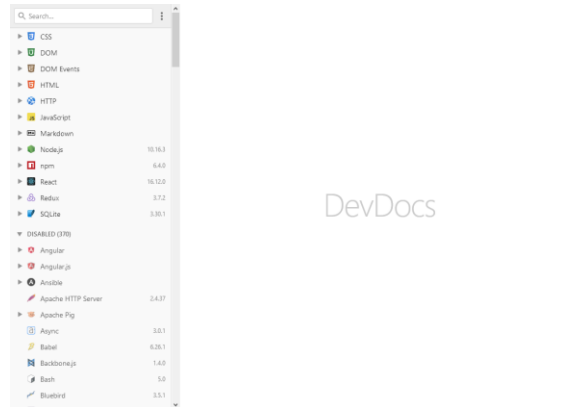 Search...
CSS
DOM
DOM Events
HTML
HTTP
JavaScript
Markdown
Node.js 10.16.3
npm 6.4.0
React 16.12.0
Redux 3.7.2
SQLite 3.30.1
DevDocs
DISABLED (370)
Angular
Angular.js
Ansible
Apache HTTP Server 2.4.37
Apache Pig
Async 3.0.1
Babel 6.26.1
Backbone.js 1.4.0
Bash 5.0
Bluebird 3.5.1